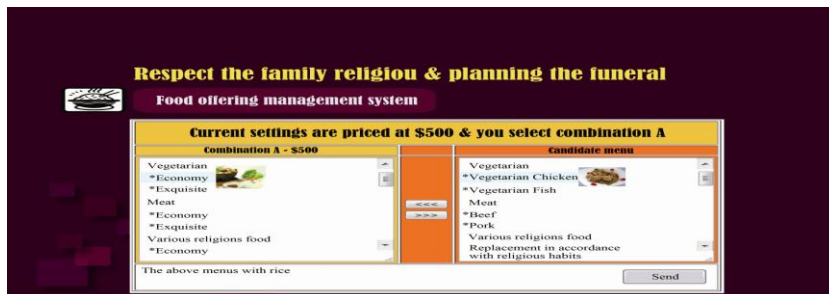 Respect the family religiou & planning the funeral
Food offering management system
Current settings are priced at $500 & you select combination A
Combination A - $500
Vegetarian
*Economy
*Exquisite
Meat
*Economy
*Exquisite
Various religions food
*Economy
<<<
>>>
Candidate menu
Vegetarian
*Vegetarian Chicken
*Vegetarian Fish
Meat
*Beef
*Pork
Various religions food
Replacement in accordance
with religious habits
The above menus with rice
Send